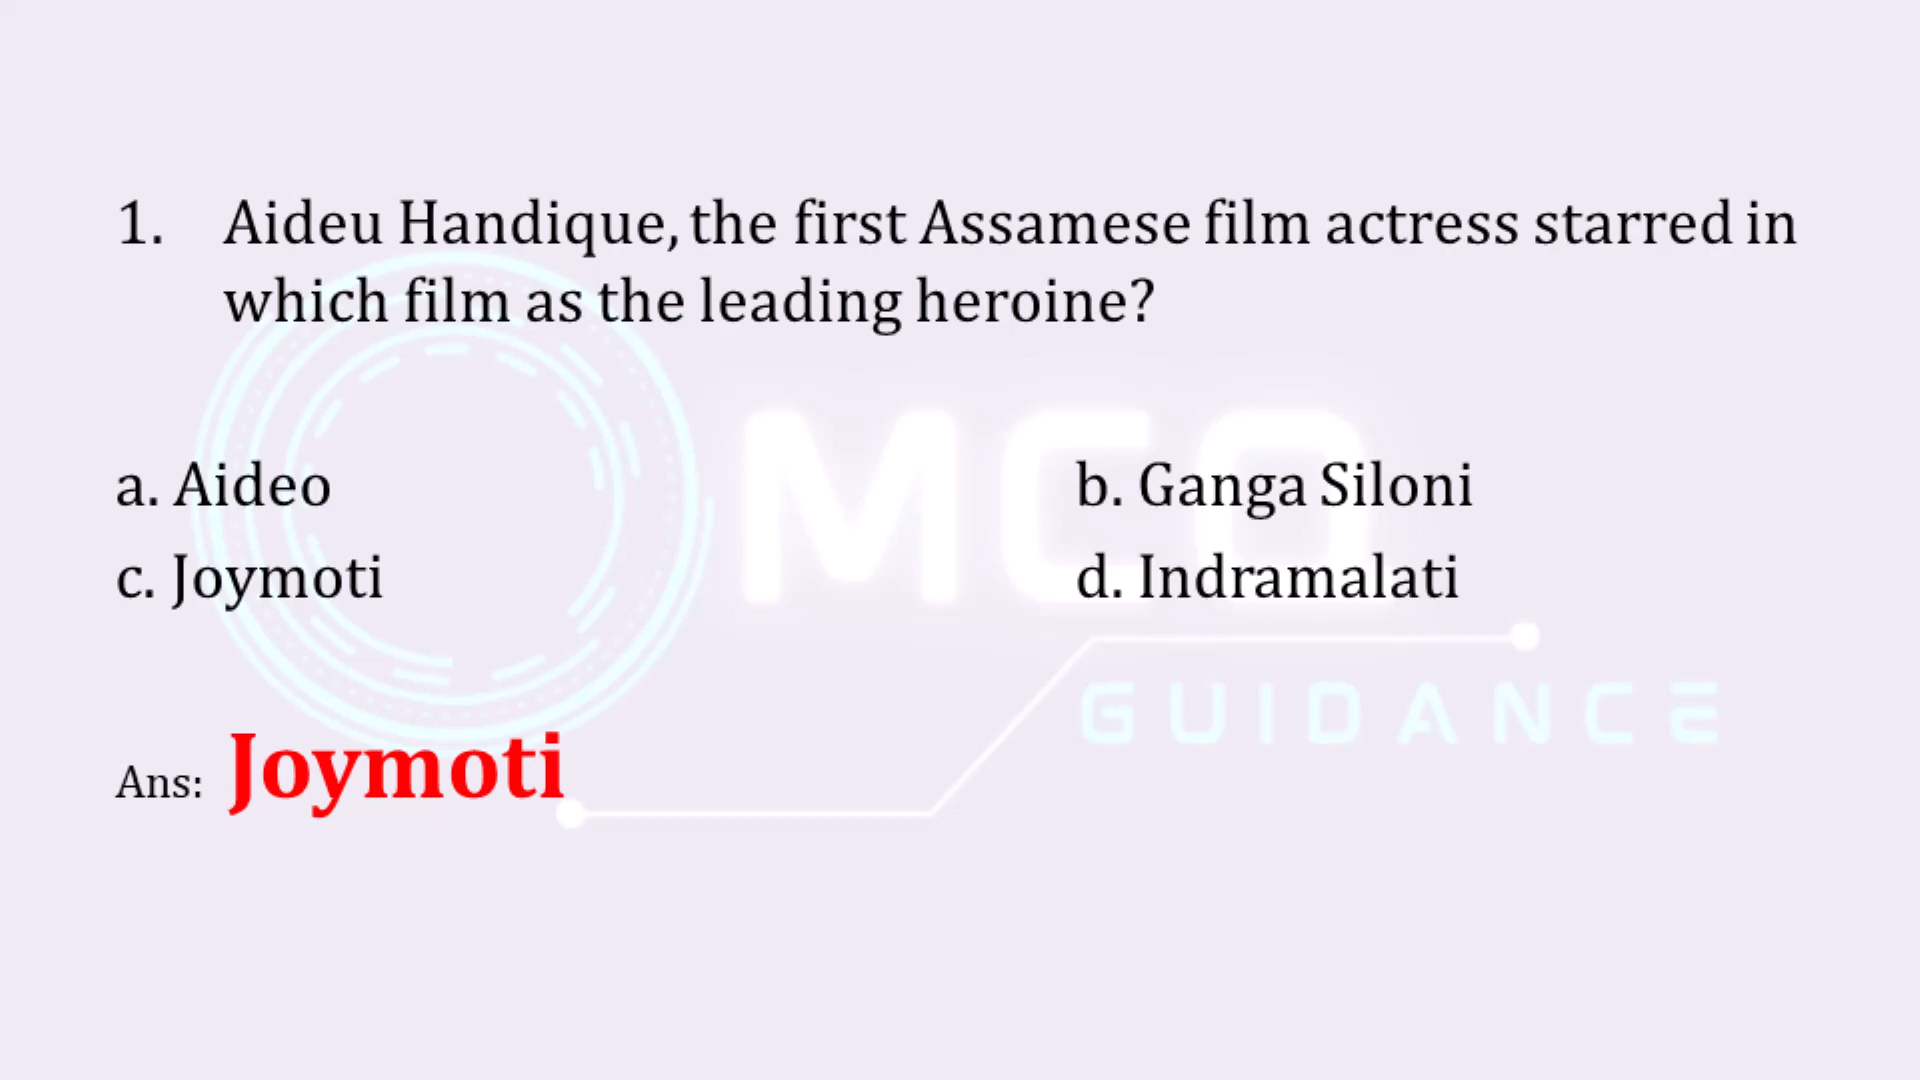 1. Aideu Handique, the first Assamese film actress starred in
which film as the leading heroine?
a. Aideo
b. Ganga Siloni
c. Joymoti
d. Indramalati
MCQ
GUIDANCE
Ans: Joymoti